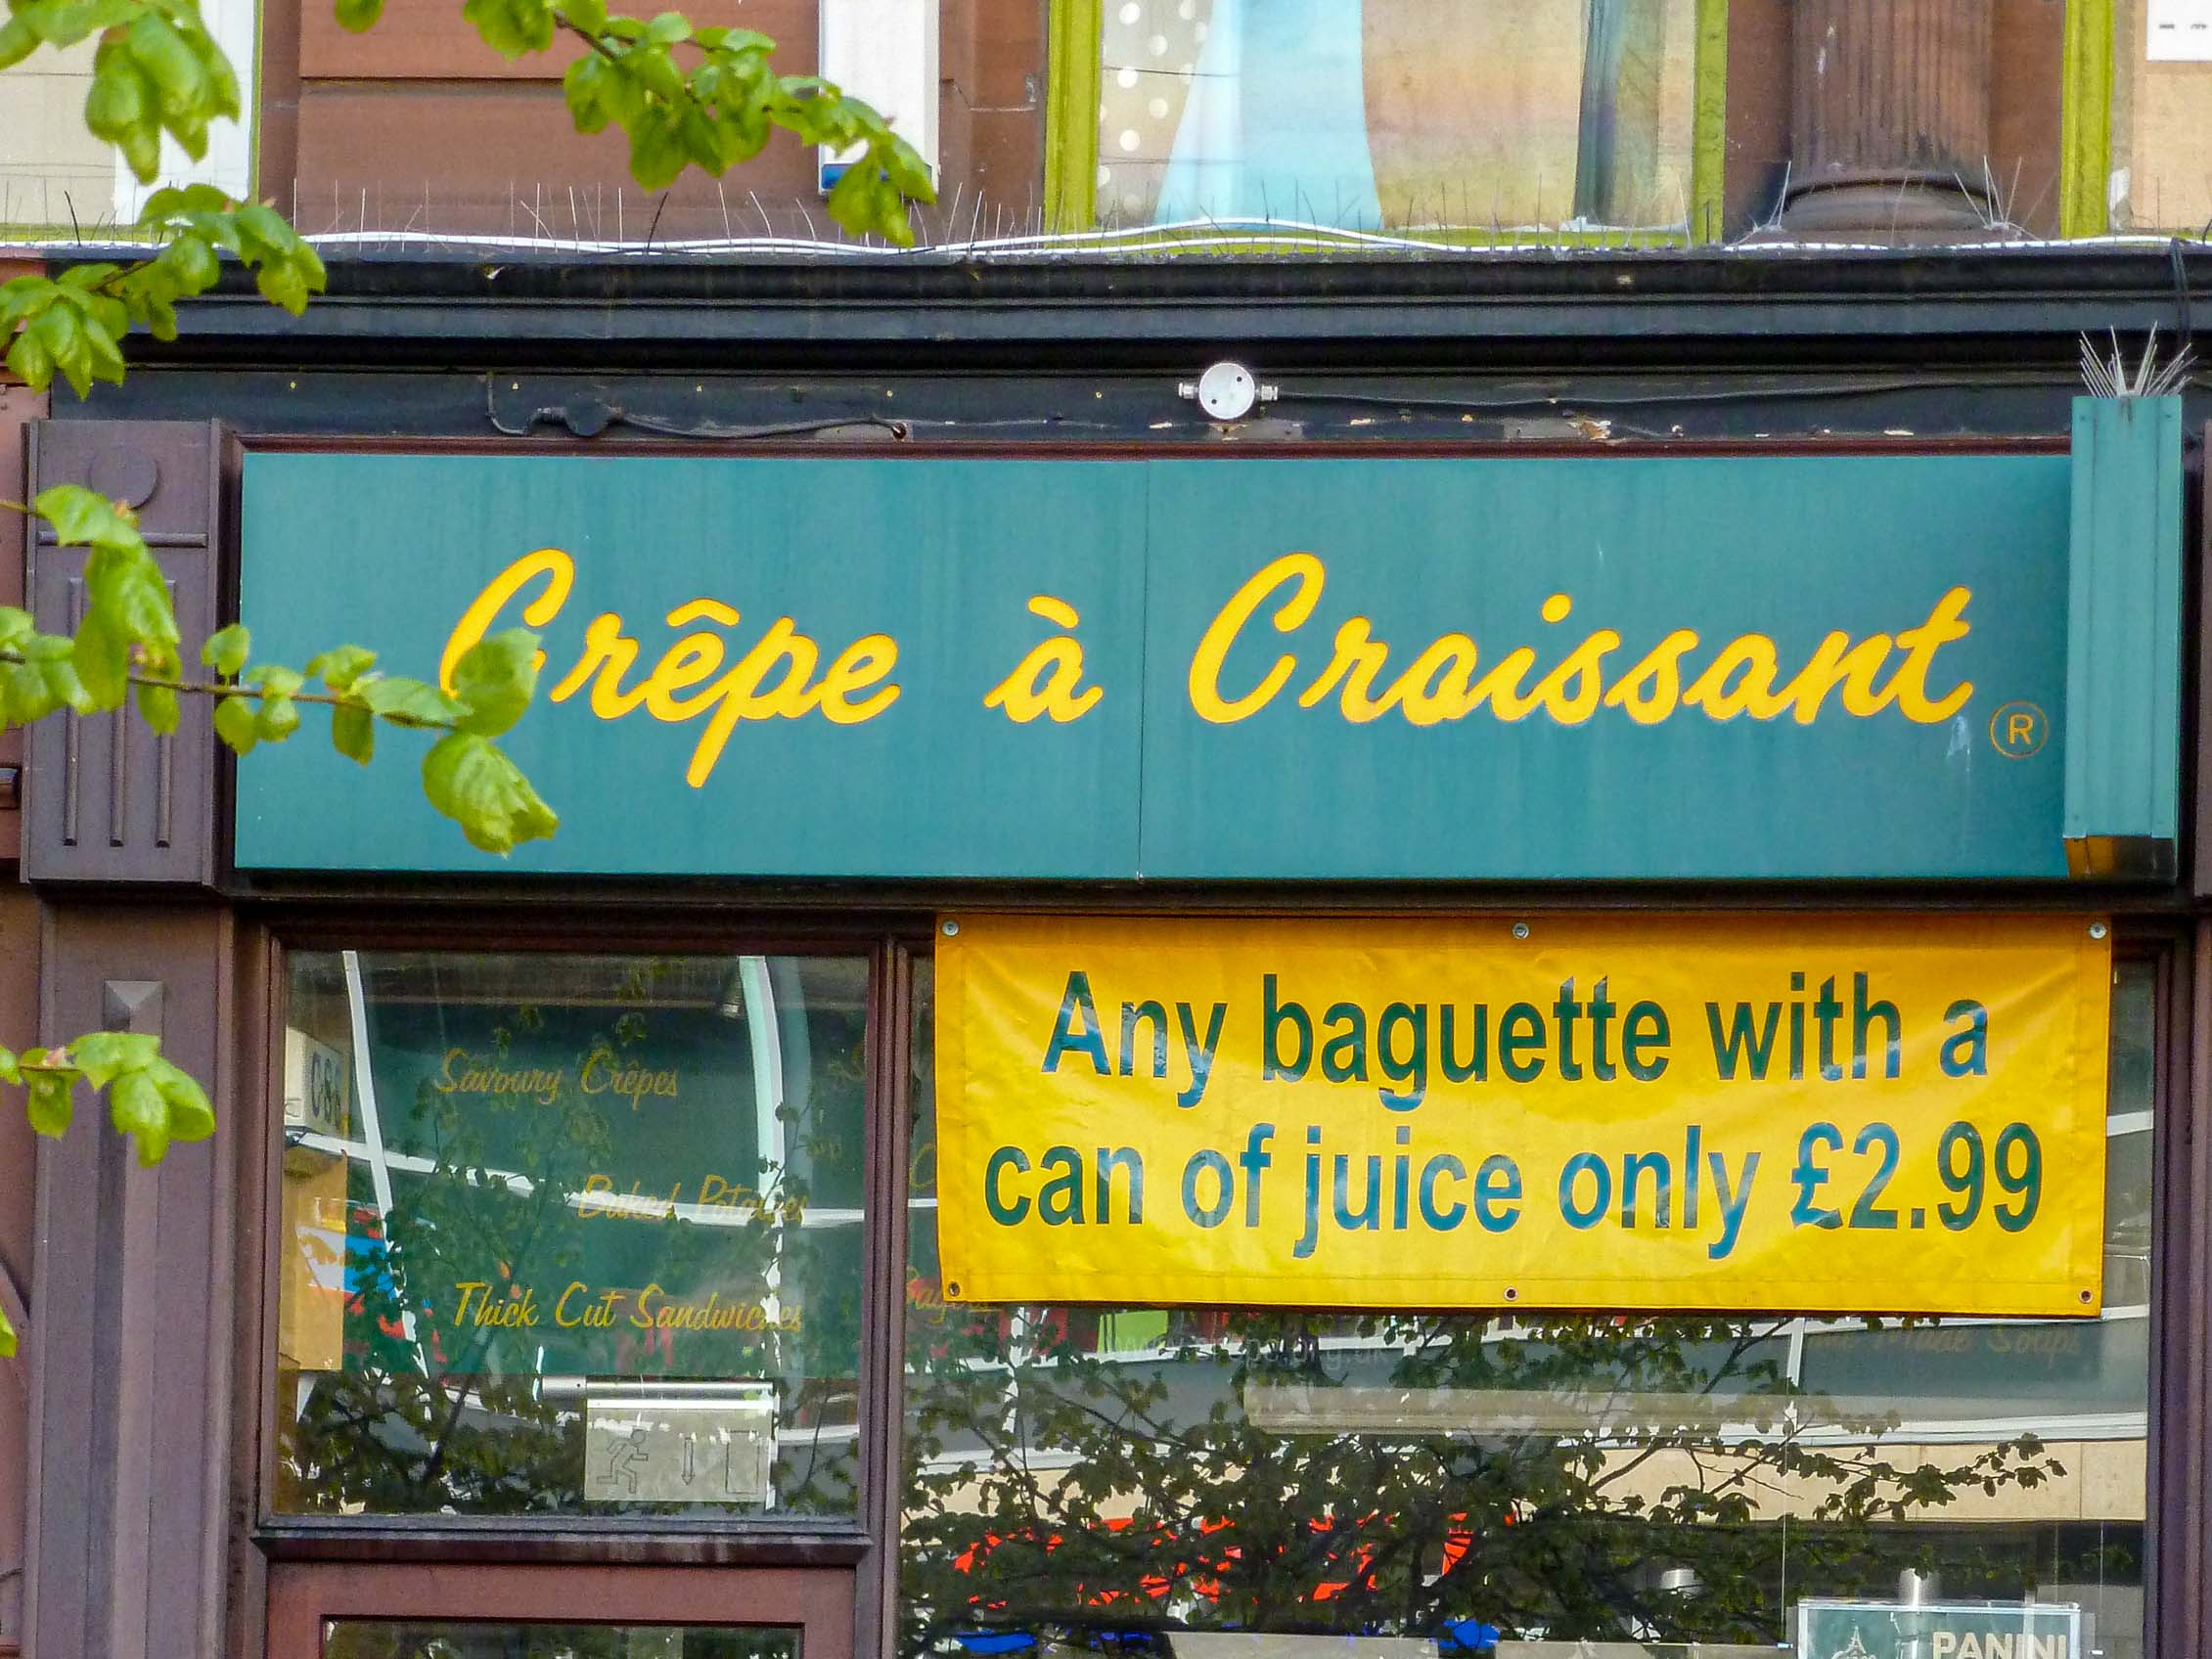 Crêpe à Croissant ®
Any baguette with a
can of juice only £2.99
Savoury Crêpes
Baked Potatoes
Thick Cut Sandwiches
Soups
PANINI